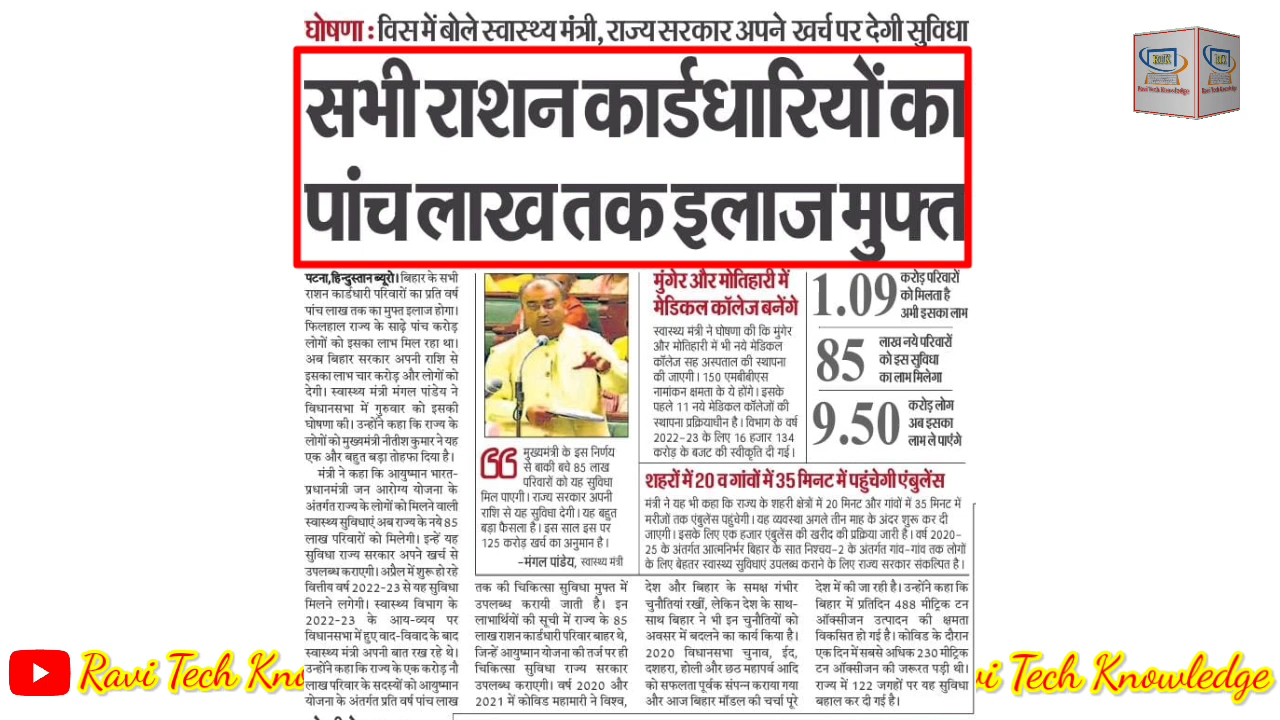 घोषणा : विस में बोले स्वास्थ्य मंत्री, राज्य सरकार अपने खर्च पर देगी सुविधा
सभी राशन कार्डधारियों का
पांच लाख तक इलाज मुफ्त
पटना, हिन्दुस्तान ब्यूरो। बिहार के सभी
राशन कार्डधारी परिवारों का प्रति वर्ष
पांच लाख तक का मुफ्त इलाज होगा।
फिलहाल राज्य के साढ़े पांच करोड़
लोगों को इसका लाभ मिल रहा था।
अब बिहार सरकार अपनी राशि से
इसका लाभ चार करोड़ और लोगों को
देगी। स्वास्थ्य मंत्री मंगल पांडेय ने
विधानसभा में गुरुवार को इसकी
घोषणा की। उन्होंने कहा कि राज्य के
लोगों को मुख्यमंत्री नीतीश कुमार ने यह
एक और बहुत बड़ा तोहफा दिया है।
मंत्री ने कहा कि आयुष्मान भारत-
प्रधानमंत्री जन आरोग्य योजना के
अंतर्गत राज्य के लोगों को मिलने वाली
स्वास्थ्य सुविधाएं अब राज्य के नये 85
लाख परिवारों को मिलेगी। इन्हें यह
सुविधा राज्य सरकार अपने खर्च से
उपलब्ध कराएगी। अप्रैल में शुरू हो रहे
वित्तीय वर्ष 2022-23 से यह सुविधा
मिलने लगेगी। स्वास्थ्य विभाग के
2022-23 के आय-व्यय पर
विधानसभा में हुए वाद-विवाद के बाद
स्वास्थ्य मंत्री अपनी बात रख रहे थे।
उन्होंने कहा कि राज्य के एक करोड़ नौ
लाख परिवार के सदस्यों को आयुष्मान
योजना के अंतर्गत प्रति वर्ष पांच लाख
मुख्यमंत्री के इस निर्णय
से बाकी बचे 85 लाख
परिवारों को यह सुविधा
मिल पाएगी। राज्य सरकार अपनी
राशि से यह सुविधा देगी। यह बहुत
बड़ा फैसला है। इस साल इस पर
125 करोड़ खर्च का अनुमान है।
-मंगल पांडेय, स्वास्थ्य मंत्री
मुंगेर और मोतिहारी में
मेडिकल कॉलेज बनेंगे
स्वास्थ्य मंत्री ने घोषणा की कि मुंगेर
और मोतिहारी में भी नये मेडिकल
कॉलेज सह अस्पताल की स्थापना
की जाएगी। 150 एमबीबीएस
नामांकन क्षमता के ये होंगे। इसके
पहले 11 नये मेडिकल कॉलेजों की
स्थापना प्रक्रियाधीन है। विभाग के वर्ष
2022-23 के लिए 16 हजार 134
करोड़ के बजट की स्वीकृति दी गई।
1.09 करोड़ परिवारों
को मिलता है
अभी इसका लाभ
85 लाख नये परिवारों
को इस सुविधा
का लाभ मिलेगा
9.50 करोड़ लोग
अब इसका
लाभ ले पाएंगे
शहरों में 20 व गांवों में 35 मिनट में पहुंचेगी एंबुलेंस
मंत्री ने यह भी कहा कि राज्य के शहरी क्षेत्रों में 20 मिनट और गांवों में 35 मिनट में
मरीजों तक एंबुलेंस पहुंचेगी। यह व्यवस्था अगले तीन माह के अंदर शुरू कर दी
जाएगी। इसके लिए एक हजार एंबुलेंस की खरीद की प्रक्रिया जारी है। वर्ष 2020-
25 के अंतर्गत आत्मनिर्भर बिहार के सात निश्चय-2 के अंतर्गत गांव-गांव तक लोगों
के लिए बेहतर स्वास्थ्य सुविधाएं उपलब्ध कराने के लिए राज्य सरकार संकल्पित है।
तक की चिकित्सा सुविधा मुफ्त में
उपलब्ध करायी जाती है। इन
लाभार्थियों की सूची में राज्य के 85
लाख राशन कार्डधारी परिवार बाहर थे,
जिन्हें आयुष्मान योजना की तर्ज पर ही
चिकित्सा सुविधा राज्य सरकार
उपलब्ध कराएगी। वर्ष 2020 और
2021 में कोविड महामारी ने विश्व,
देश और बिहार के समक्ष गंभीर
चुनौतियां रखीं, लेकिन देश के साथ-
साथ बिहार ने भी इन चुनौतियों को
अवसर में बदलने का कार्य किया है।
2020 विधानसभा चुनाव, ईद,
दशहरा, होली और छठ महापर्व आदि
को सफलता पूर्वक संपन्न कराया गया
और आज बिहार मॉडल की चर्चा पूरे
देश में की जा रही है। उन्होंने कहा कि
बिहार में प्रतिदिन 488 मीट्रिक टन
ऑक्सीजन उत्पादन की क्षमता
विकसित हो गई है। कोविड के दौरान
एक दिन में सबसे अधिक 230 मीट्रिक
टन ऑक्सीजन की जरूरत पड़ी थी।
राज्य में 122 जगहों पर यह सुविधा
बहाल कर दी गई है।
Ravi Tech Knowledge
Ravi Tech Knowledge
Ravi Tech Kno
vi Tech Knowledge